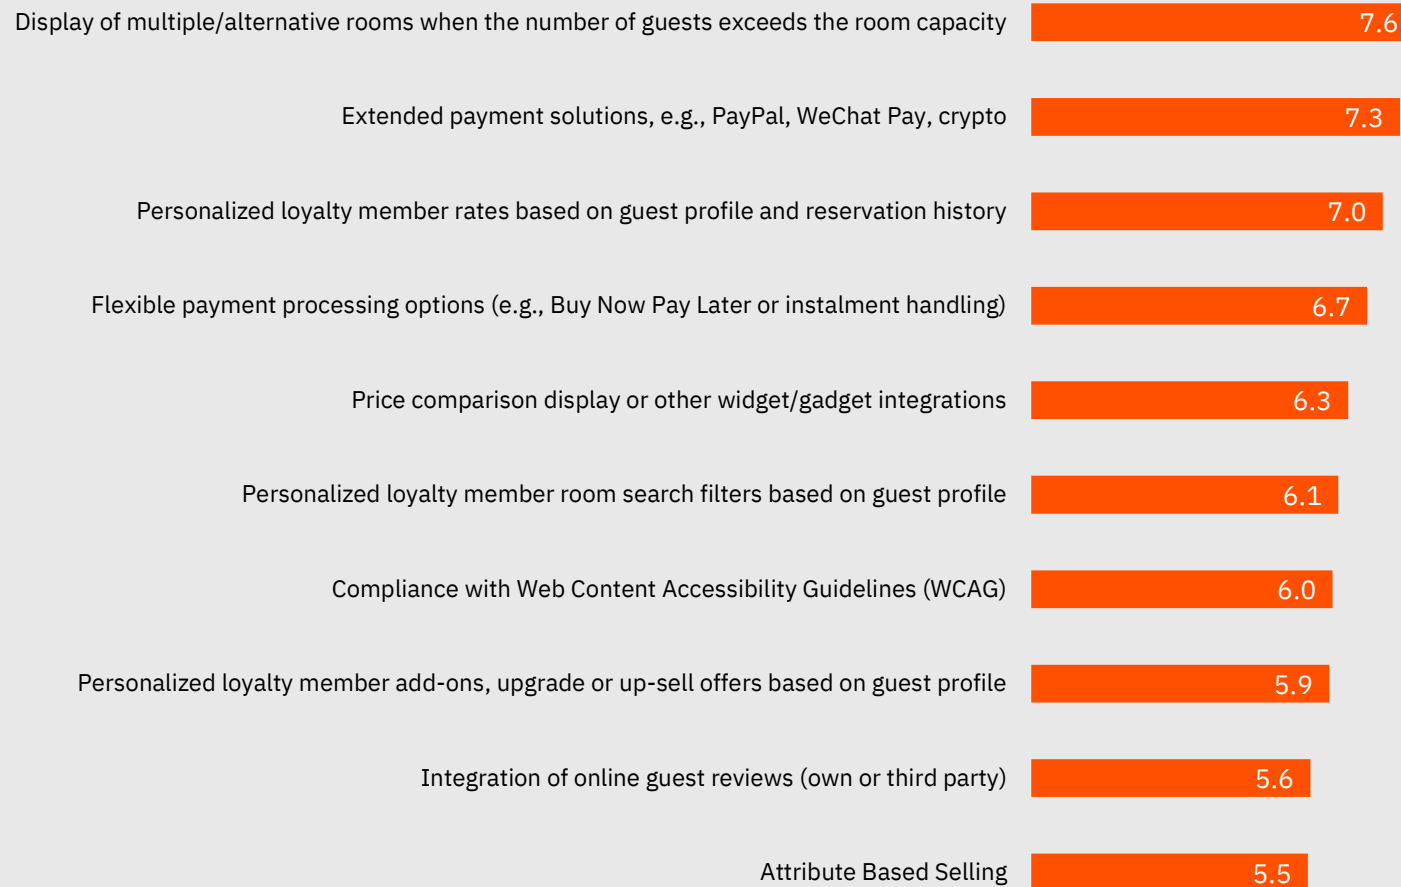 Display of multiple/alternative rooms when the number of guests exceeds the room capacity 7.6
Extended payment solutions, e.g., PayPal, WeChat Pay, crypto 7.3
Personalized loyalty member rates based on guest profile and reservation history 7.0
Flexible payment processing options (e.g., Buy Now Pay Later or instalment handling) 6.7
Price comparison display or other widget/gadget integrations 6.3
Personalized loyalty member room search filters based on guest profile 6.1
Compliance with Web Content Accessibility Guidelines (WCAG) 6.0
Personalized loyalty member add-ons, upgrade or up-sell offers based on guest profile 5.9
Integration of online guest reviews (own or third party) 5.6
Attribute Based Selling 5.5